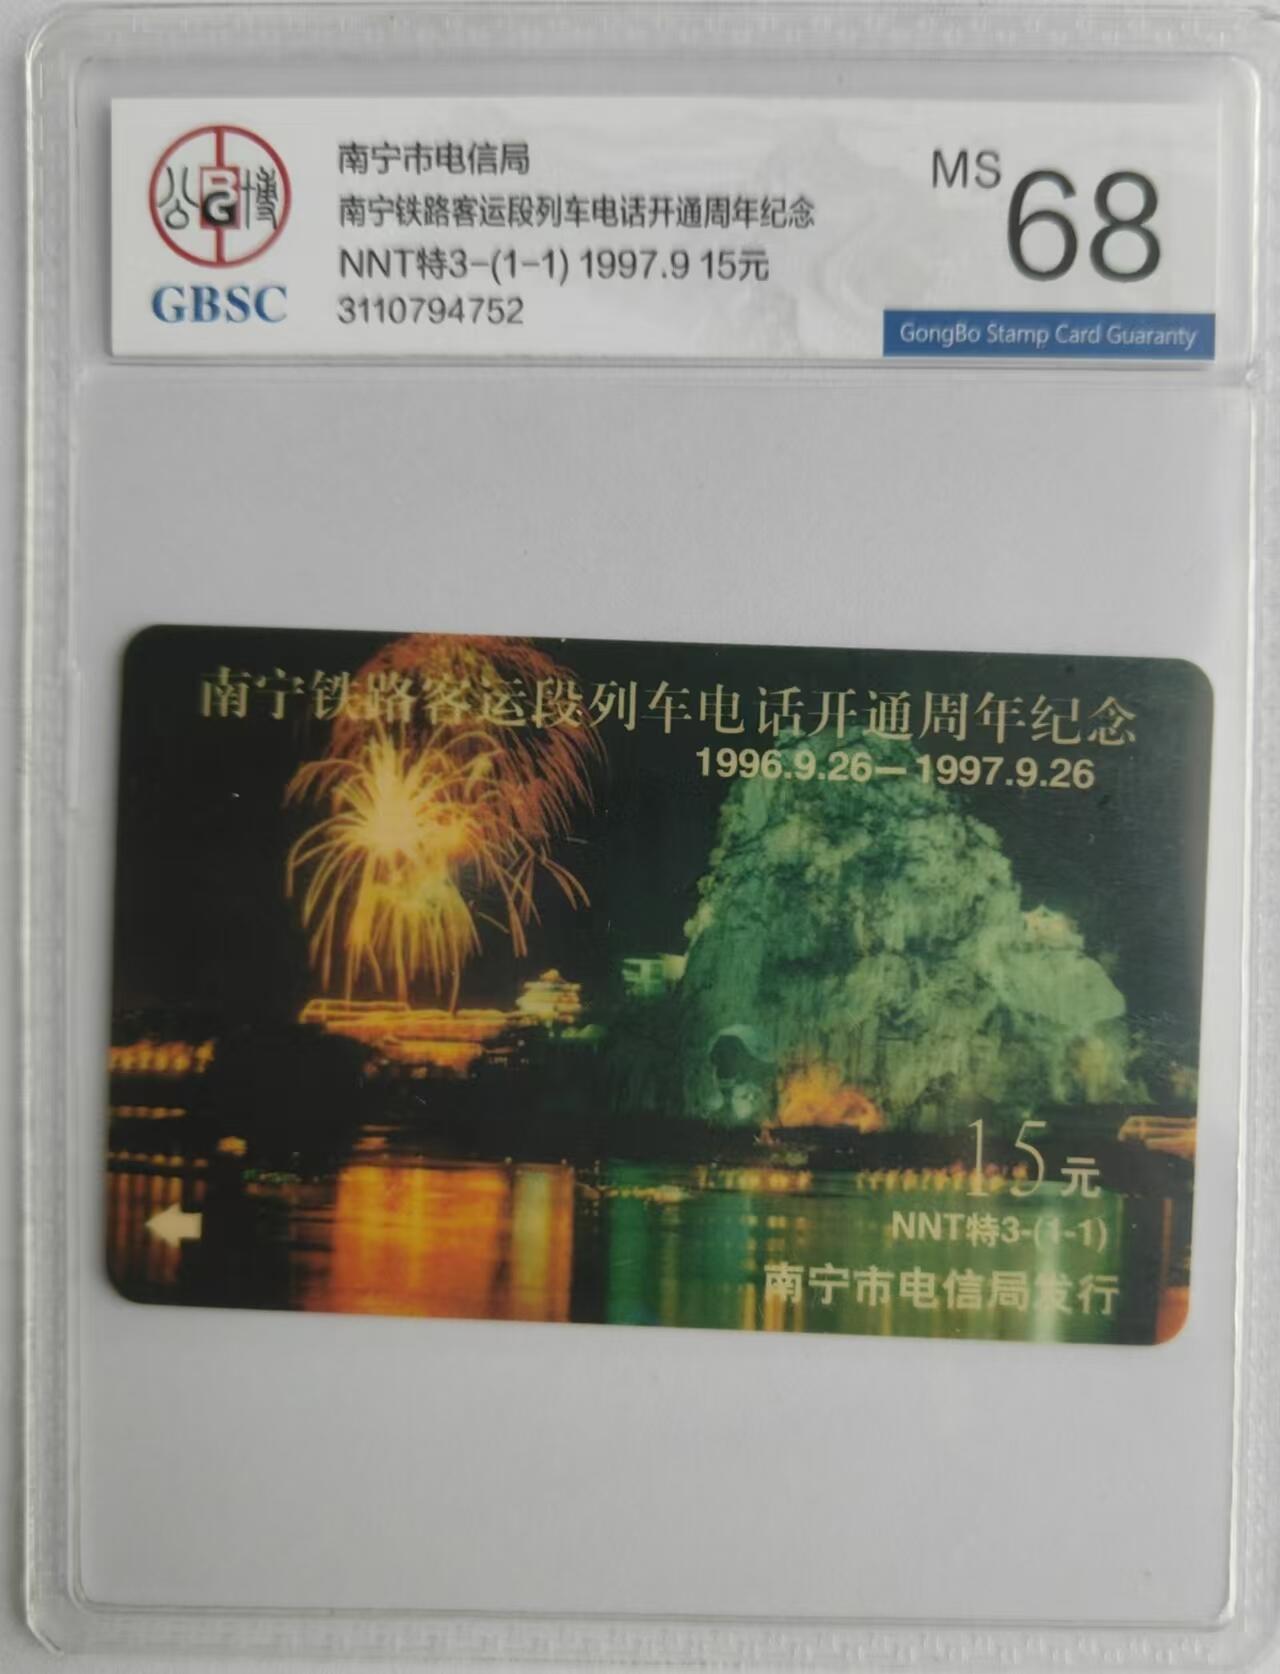 公博
BG
GBSC
南宁市电信局
南宁铁路客运段列车电话开通周年纪念
NNT特3-(1-1) 1997.9 15元
3110794752
MS 68
GongBo Stamp Card Guaranty
南宁铁路客运段列车电话开通周年纪念
1996.9.26—1997.9.26
15元
NNT特3-(1-1)
南宁市电信局发行